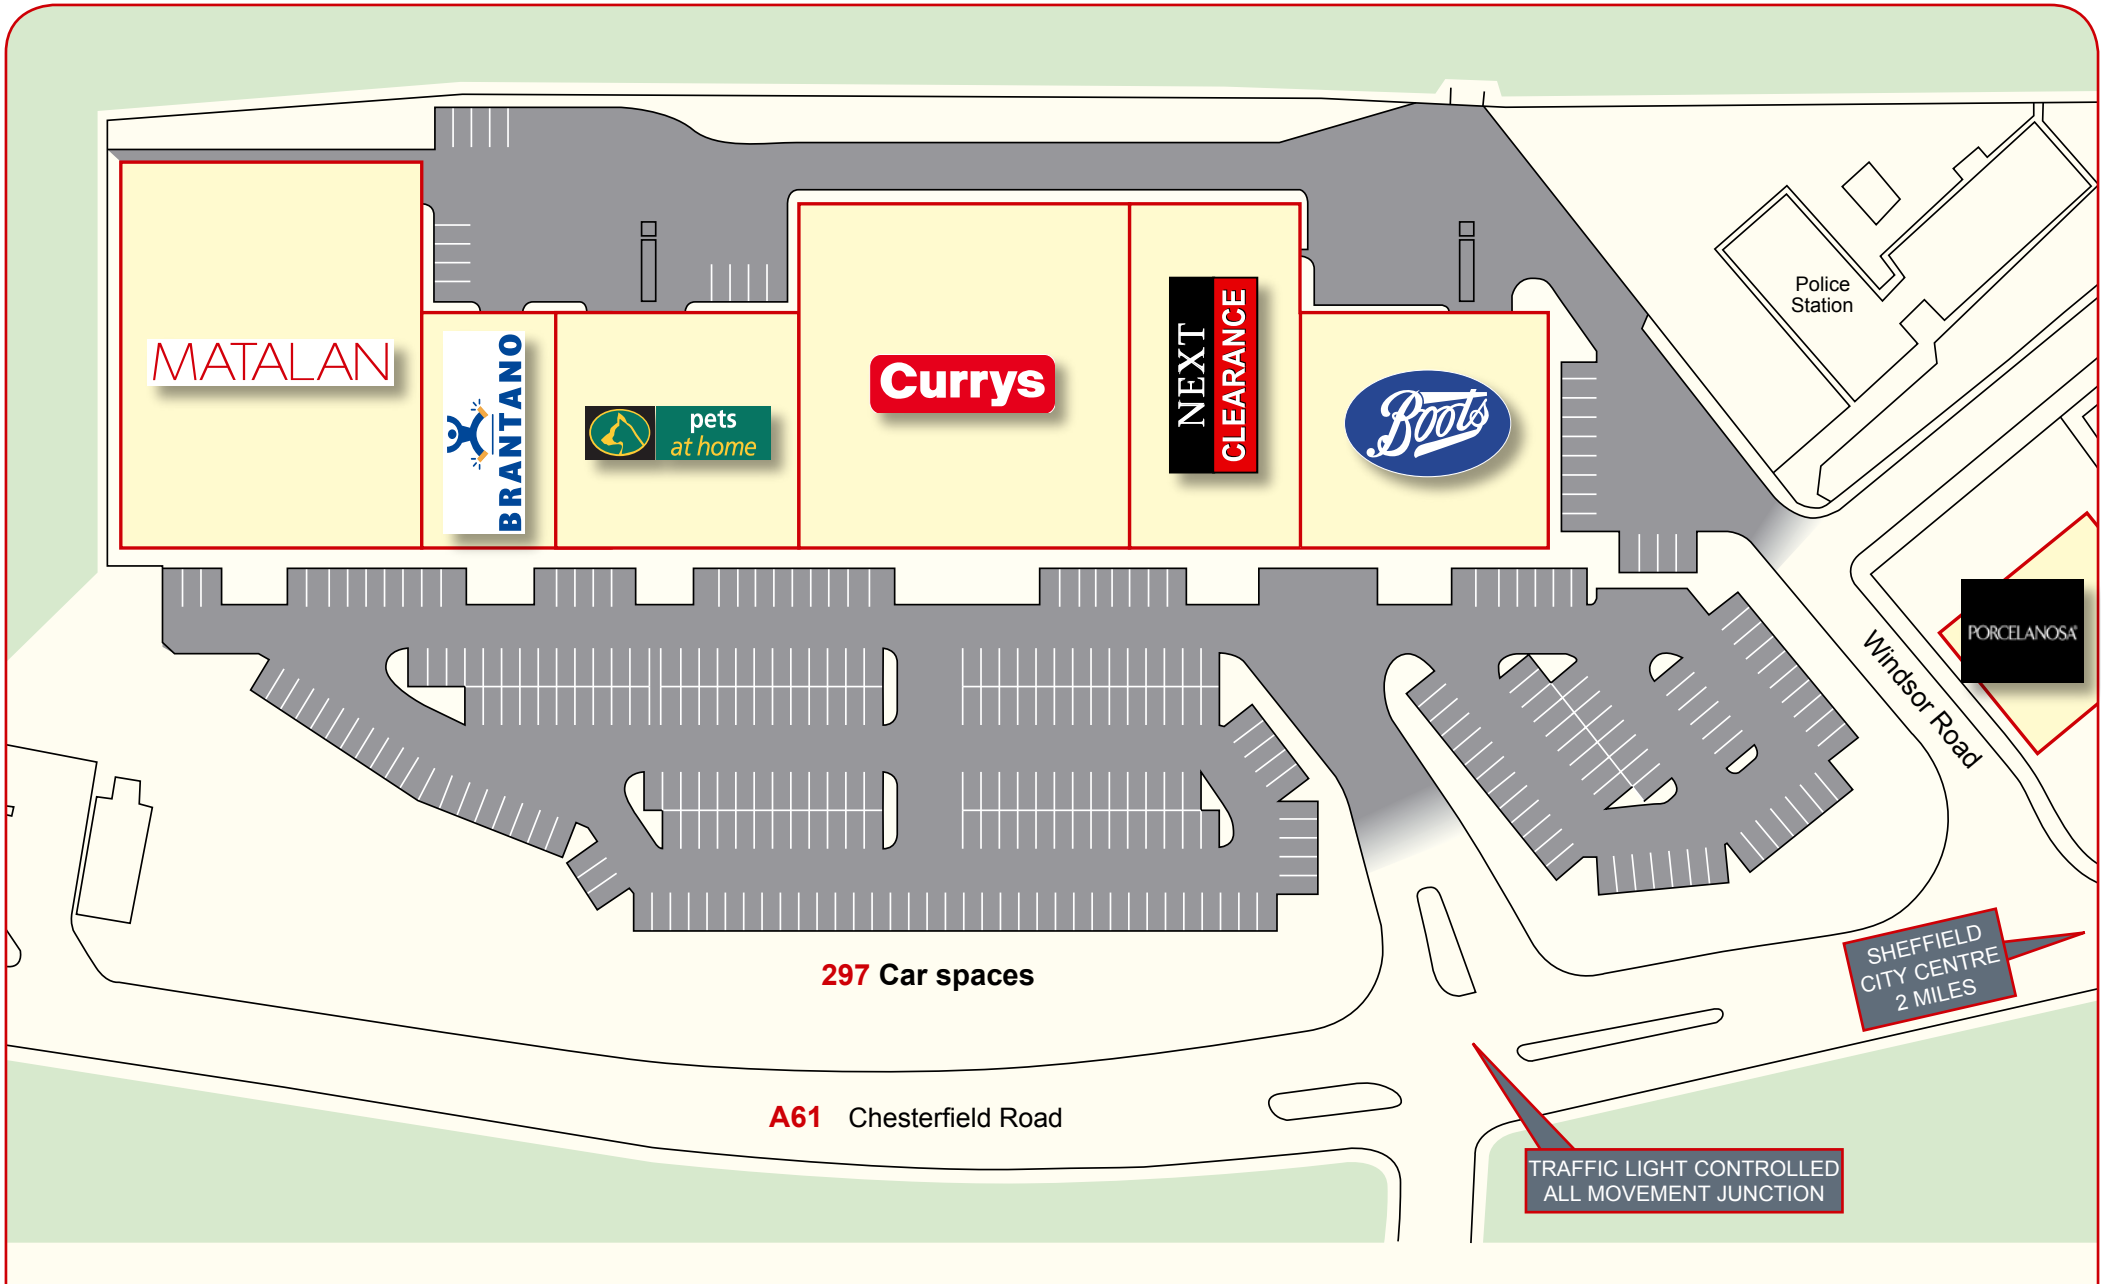 Police
Station
MATALAN
BRANTANO
pets
at home
Currys
NEXT
CLEARANCE
Boots
PORCELANOSA
Windsor Road
297 Car spaces
SHEFFIELD
CITY CENTRE
2 MILES
A61 Chesterfield Road
TRAFFIC LIGHT CONTROLLED
ALL MOVEMENT JUNCTION